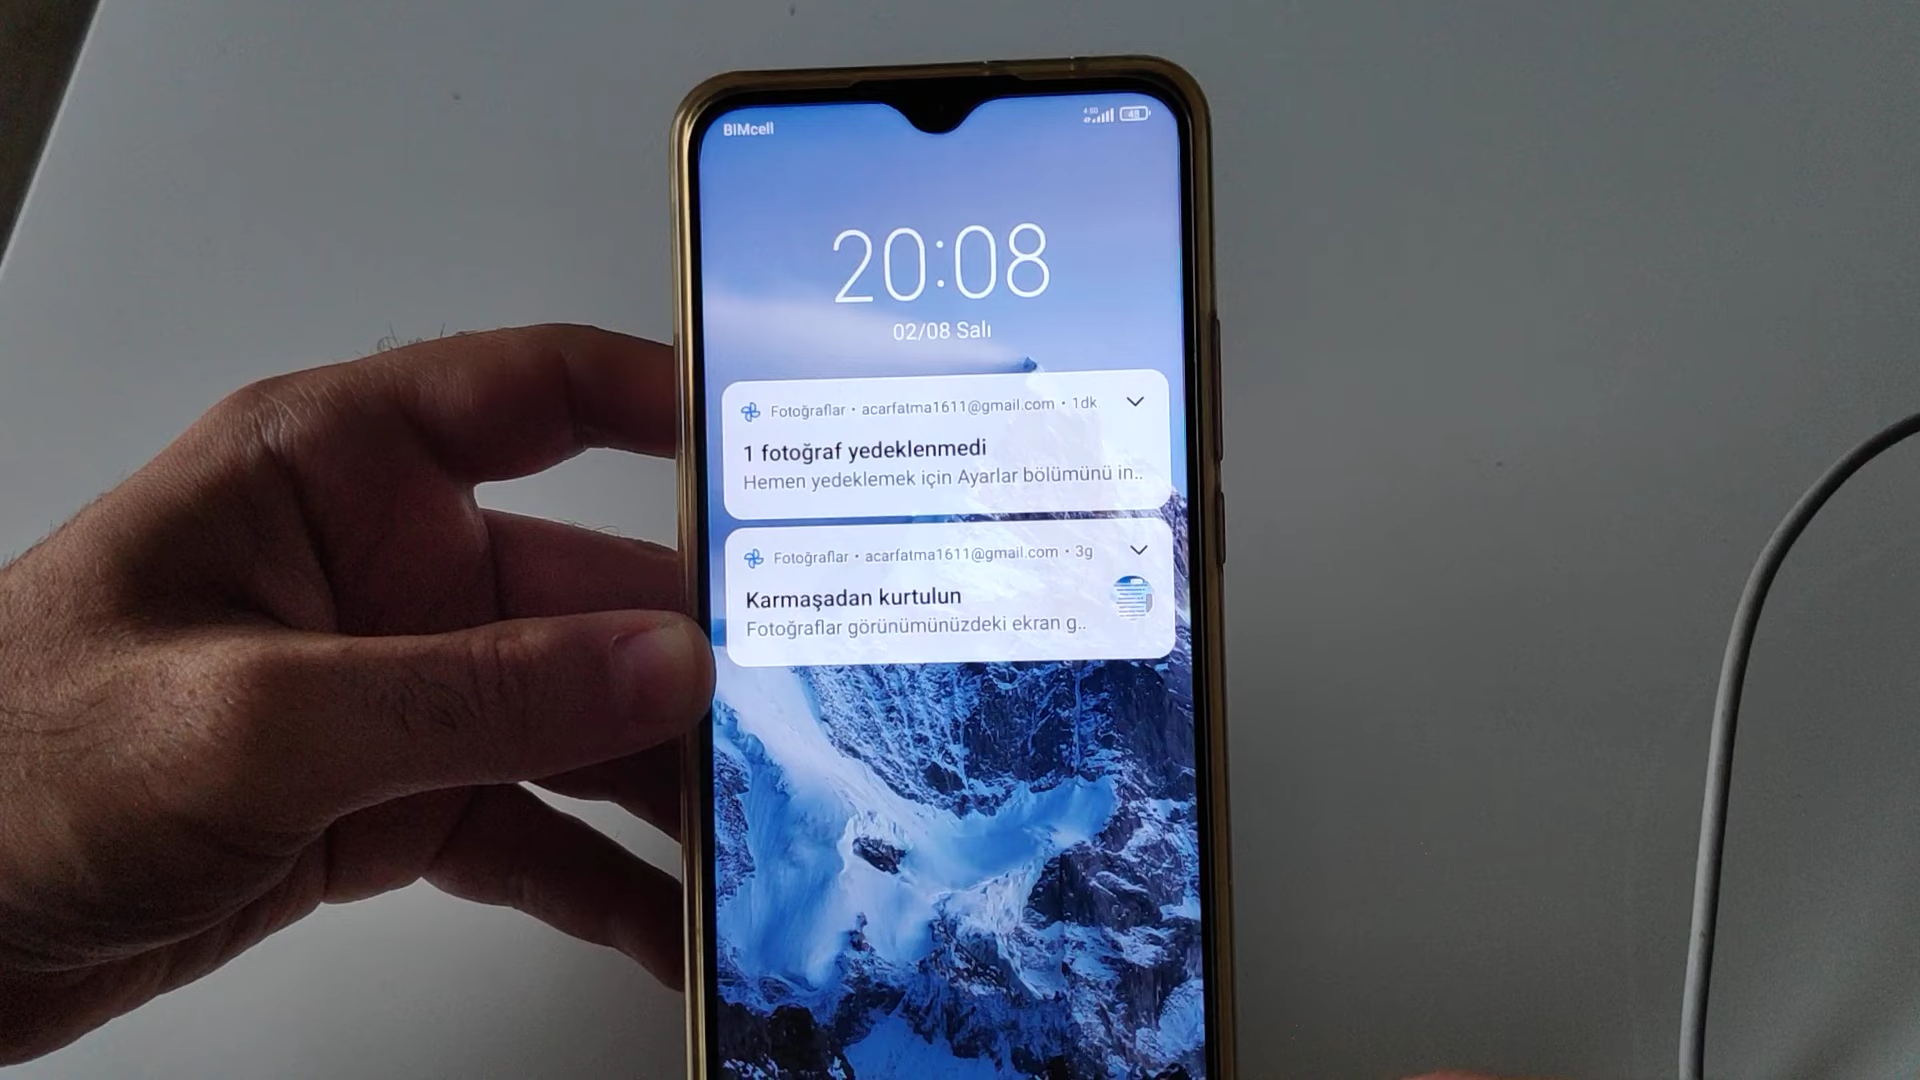 BIMcell
48
20:08
02/08 Salı
Fotoğraflar • acarfatma1611@gmail.com • 1dk
1 fotoğraf yedeklenmedi
Hemen yedeklemek için Ayarlar bölümünü in..
Fotoğraflar • acarfatma1611@gmail.com • 3g
Karmaşadan kurtulun
Fotoğraflar görünümünüzdeki ekran g..